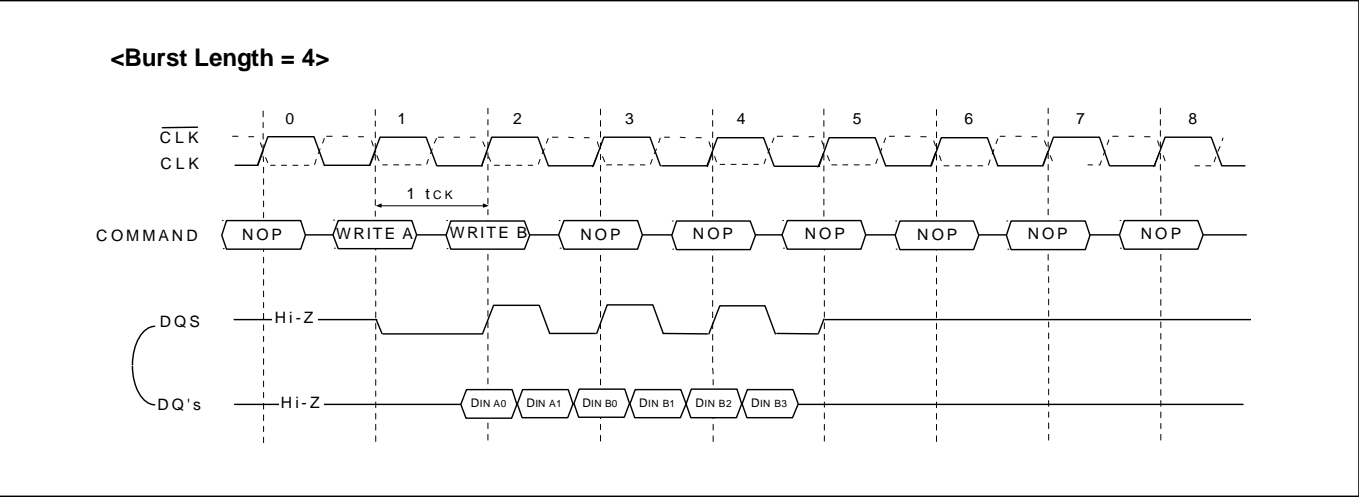 <Burst Length = 4>
0 1 2 3 4 5 6 7 8
CLK
CLK
1 tCK
COMMAND NOP WRITE A WRITE B NOP NOP NOP NOP NOP NOP
DQS Hi-Z
DQ's Hi-Z DIN A0 DIN A1 DIN B0 DIN B1 DIN B2 DIN B3